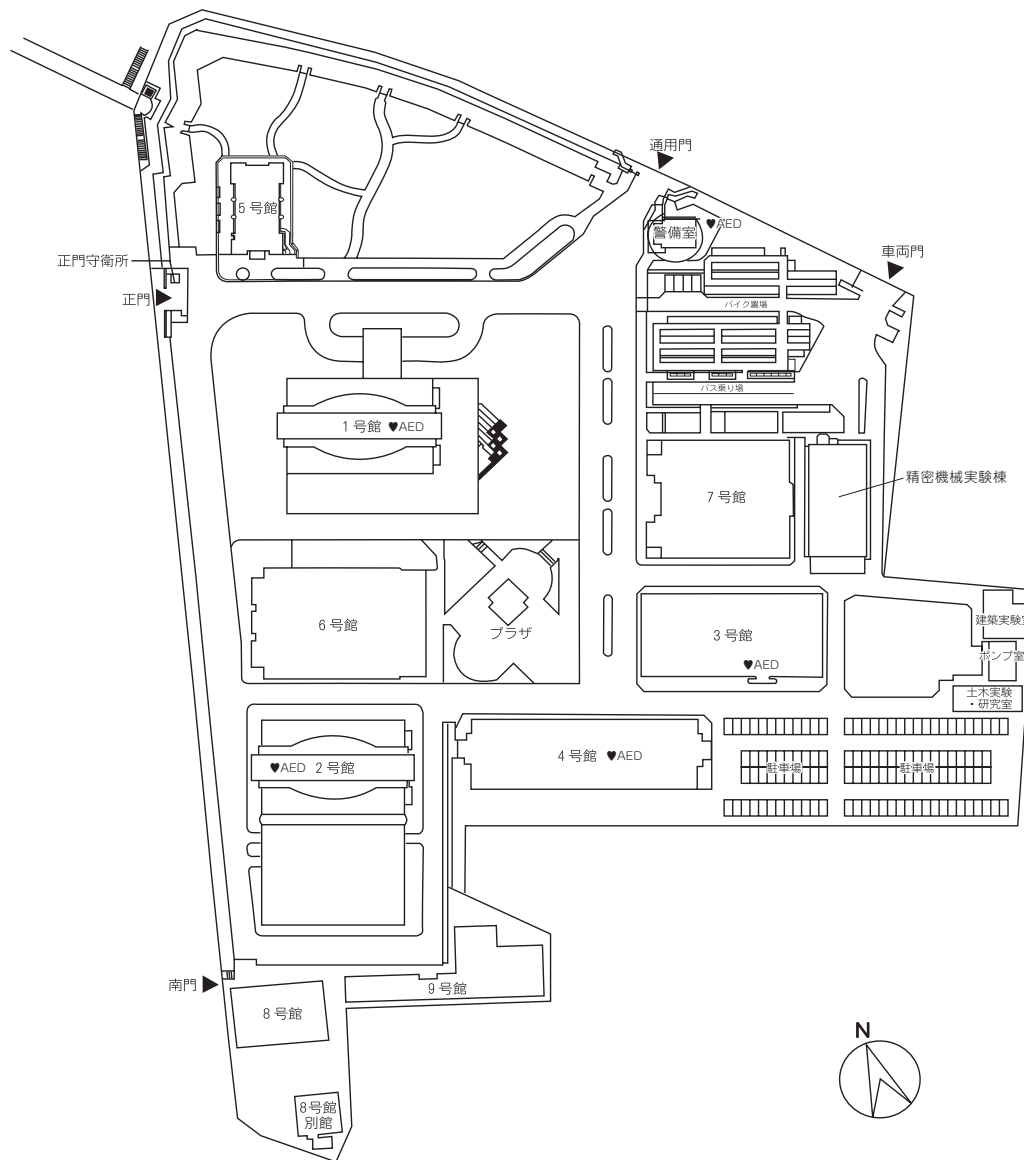 通用門
♥AED
警備室
5号館
車両門
正門守衛所
正門
バイク置場
バス乗り場
1号館 ♥AED
精密機械実験棟
7号館
建築実験
6号館
プラザ
3号館
♥AED
ポンプ室
土木実験
・研究室
4号館 ♥AED
♥AED 2号館
駐車場
駐車場
南門
9号館
8号館
N
8号館
別館